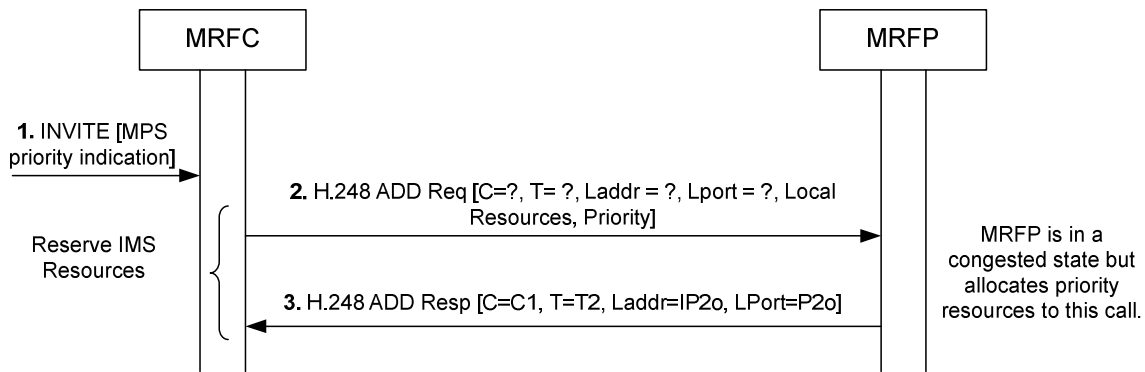 MRFC
MRFP
1. INVITE [MPS
priority indication]
2. H.248 ADD Req [C=?, T= ?, Laddr = ?, Lport = ?, Local
Resources, Priority]
Reserve IMS
Resources
MRFP is in a
congested state but
allocates priority
resources to this call.
3. H.248 ADD Resp [C=C1, T=T2, Laddr=IP2o, LPort=P2o]